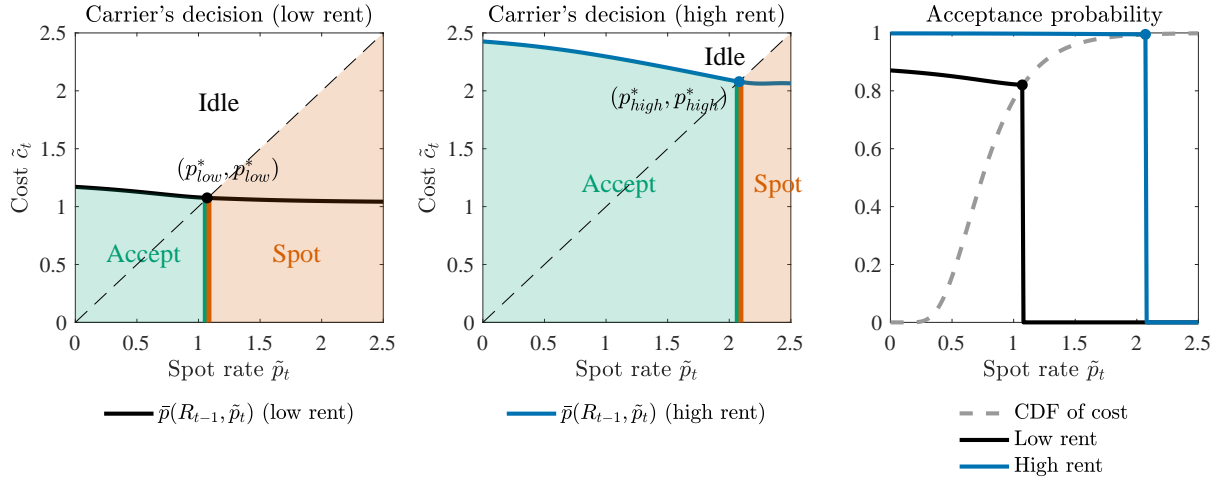 Carrier's decision (low rent)
Cost c̃ₜ
2.5
2
1.5
1
0.5
0
Idle
(p*low, p*low)
Accept
Spot
0 0.5 1 1.5 2 2.5
Spot rate p̃ₜ
p̄(Rₜ₋₁, p̃ₜ) (low rent)
Carrier's decision (high rent)
Cost c̃ₜ
2.5
2
1.5
1
0.5
0
Idle
(p*high, p*high)
Accept
Spot
0 0.5 1 1.5 2 2.5
Spot rate p̃ₜ
p̄(Rₜ₋₁, p̃ₜ) (high rent)
Acceptance probability
1
0.8
0.6
0.4
0.2
0
0 0.5 1 1.5 2 2.5
Spot rate p̃ₜ
CDF of cost
Low rent
High rent